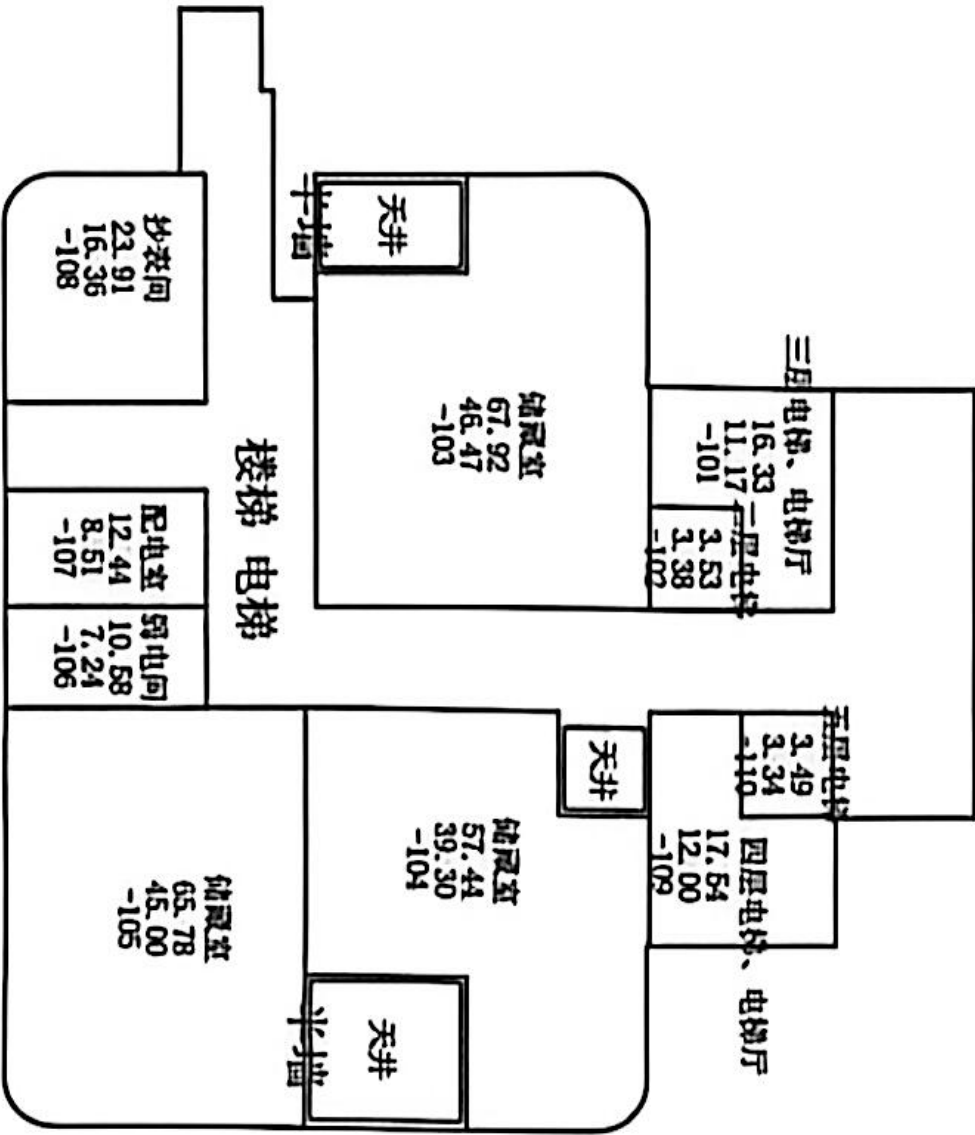 三层电梯、电梯厅
16.33
11.17
-101
一层电梯
3.53
3.38
-102
五层电梯
3.49
3.34
-110
四层电梯、电梯厅
17.54
12.00
-109
天井
半墙
储藏室
67.92
46.47
-103
天井
储藏室
57.44
39.30
-104
天井
半墙
楼梯 电梯
抄表间
23.91
16.36
-108
配电室
12.44
8.51
-107
弱电间
10.58
7.24
-106
储藏室
65.78
45.00
-105